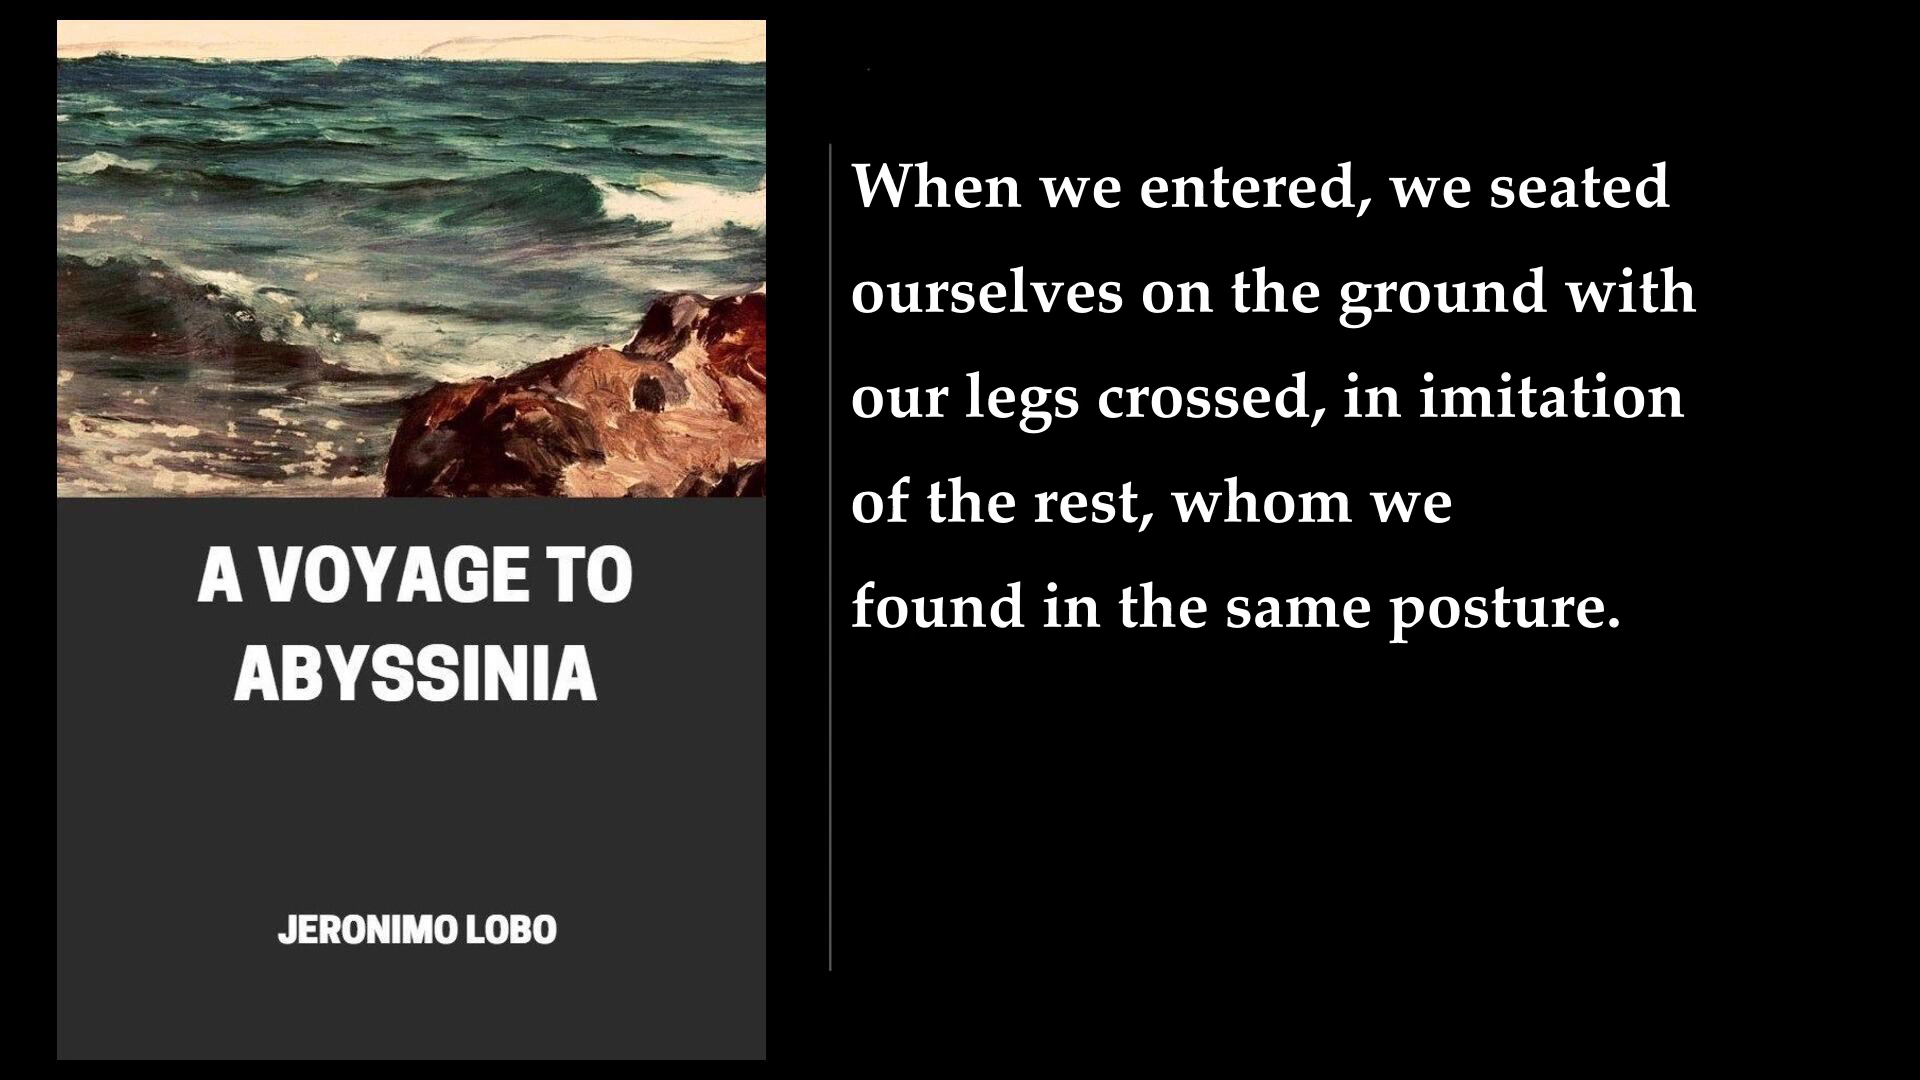 A VOYAGE TO
ABYSSINIA
JERONIMO LOBO
When we entered, we seated
ourselves on the ground with
our legs crossed, in imitation
of the rest, whom we
found in the same posture.